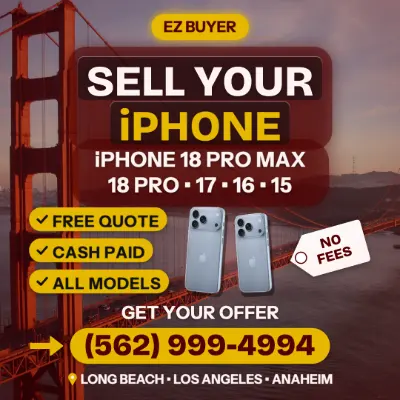 EZ BUYER
SELL YOUR
iPHONE
iPHONE 18 PRO MAX
18 PRO ▪ 17 ▪ 16 ▪ 15
✓ FREE QUOTE
✓ CASH PAID
✓ ALL MODELS
NO
FEES
GET YOUR OFFER
→ (562) 999-4994
LONG BEACH ▪ LOS ANGELES ▪ ANAHEIM